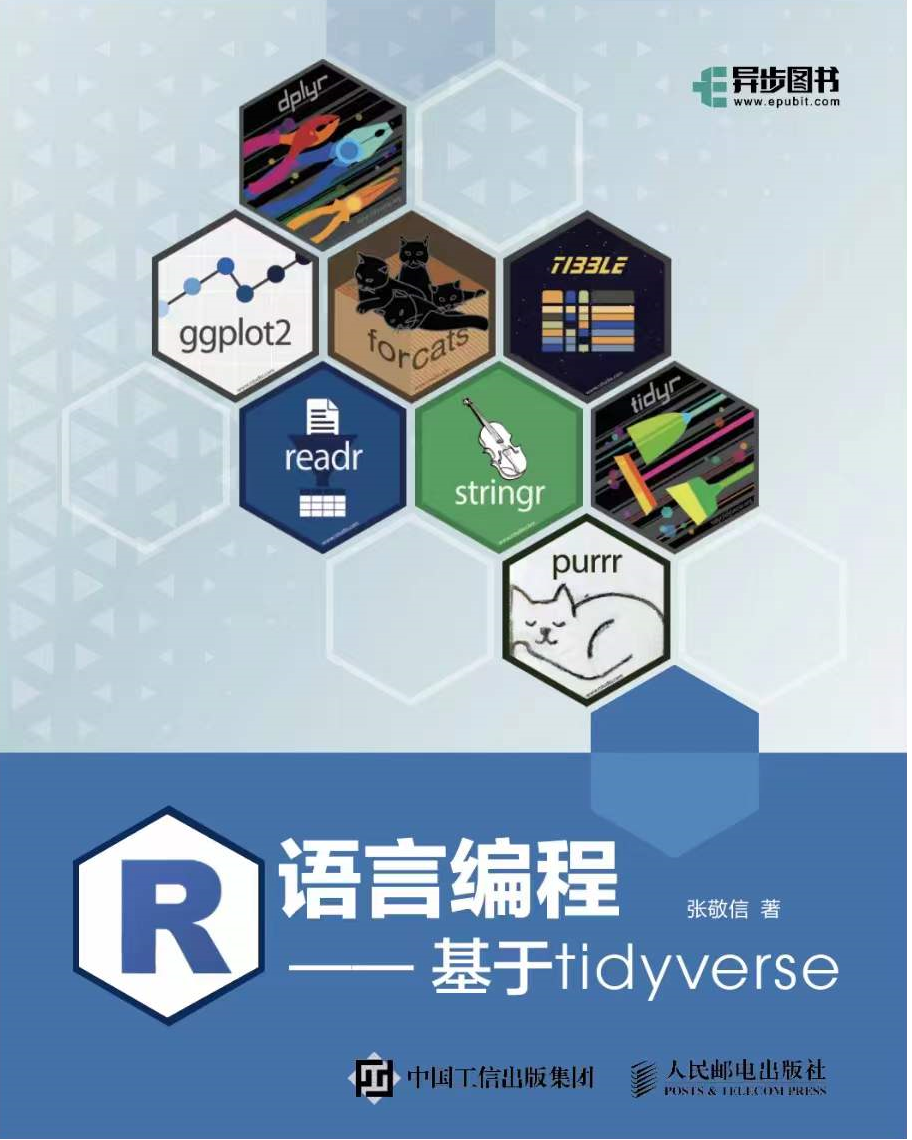 异步图书
www.epubit.com
dplyr
ggplot2
forcats
TIBBLE
readr
stringr
tidyr
purrr
R
语言编程
张敬信 著
—— 基于tidyverse
中国工信出版集团
人民邮电出版社
POSTS & TELECOM PRESS